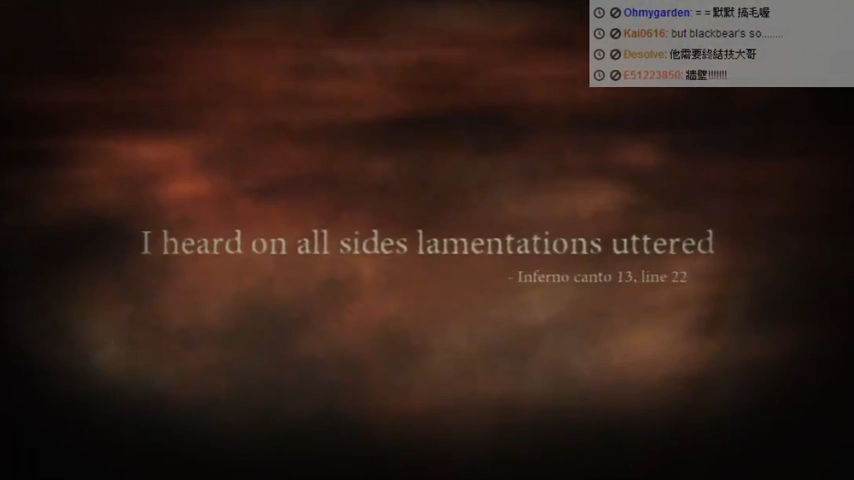 Ohmygarden: = = 默默 搞毛喔
Kai0616: but blackbear's so........
Desolve: 他需要終結技大哥
E51223850: 牆壁!!!!!!!
I heard on all sides lamentations uttered
- Inferno canto 13, line 22